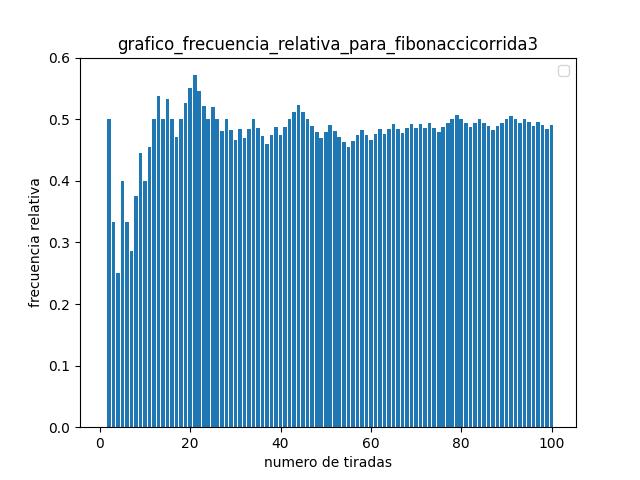 grafico_frecuencia_relativa_para_fibonaccicorrida3
0.6
0.5
0.4
0.3
0.2
0.1
0.0
frecuencia relativa
0 20 40 60 80 100
numero de tiradas